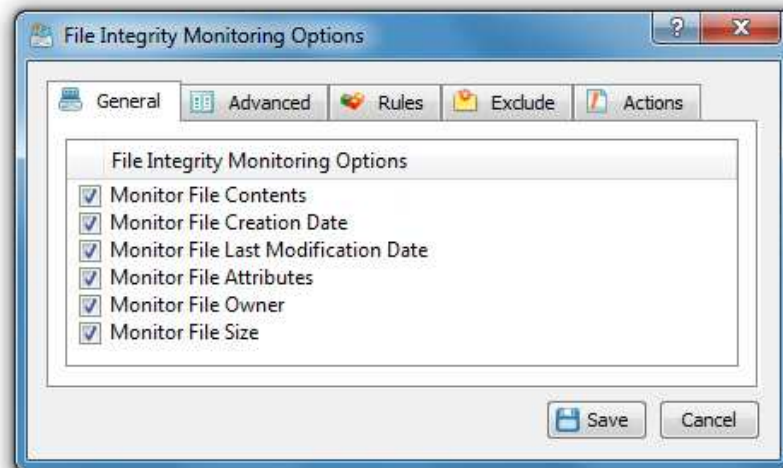 File Integrity Monitoring Options
General Advanced Rules Exclude Actions
File Integrity Monitoring Options
Monitor File Contents
Monitor File Creation Date
Monitor File Last Modification Date
Monitor File Attributes
Monitor File Owner
Monitor File Size
Save Cancel